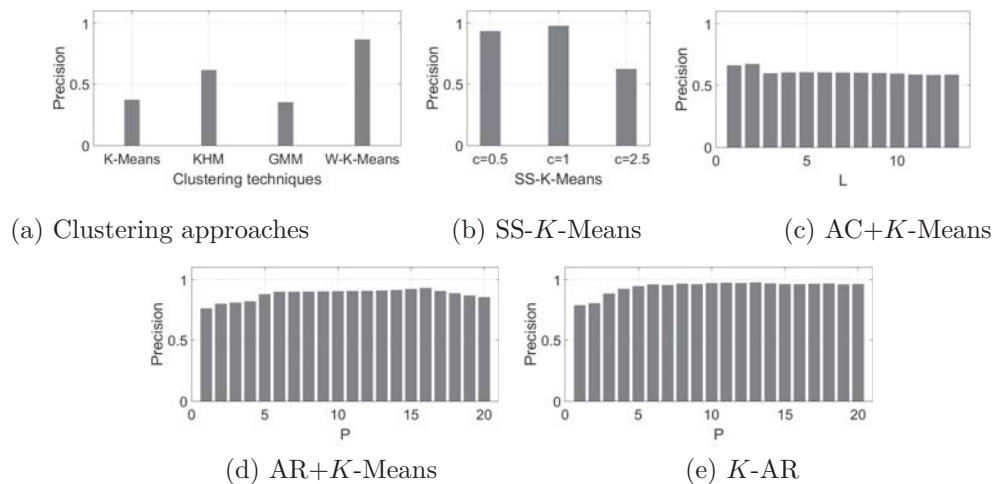 1
0.5
0
Precision
K-Means KHM GMM W-K-Means
Clustering techniques
(a) Clustering approaches
1
0.5
0
Precision
c=0.5 c=1 c=2.5
SS-K-Means
(b) SS-K-Means
1
0.5
0
Precision
0 5 10
L
(c) AC+K-Means
1
0.5
0
Precision
0 5 10 15 20
P
(d) AR+K-Means
1
0.5
0
Precision
0 5 10 15 20
P
(e) K-AR